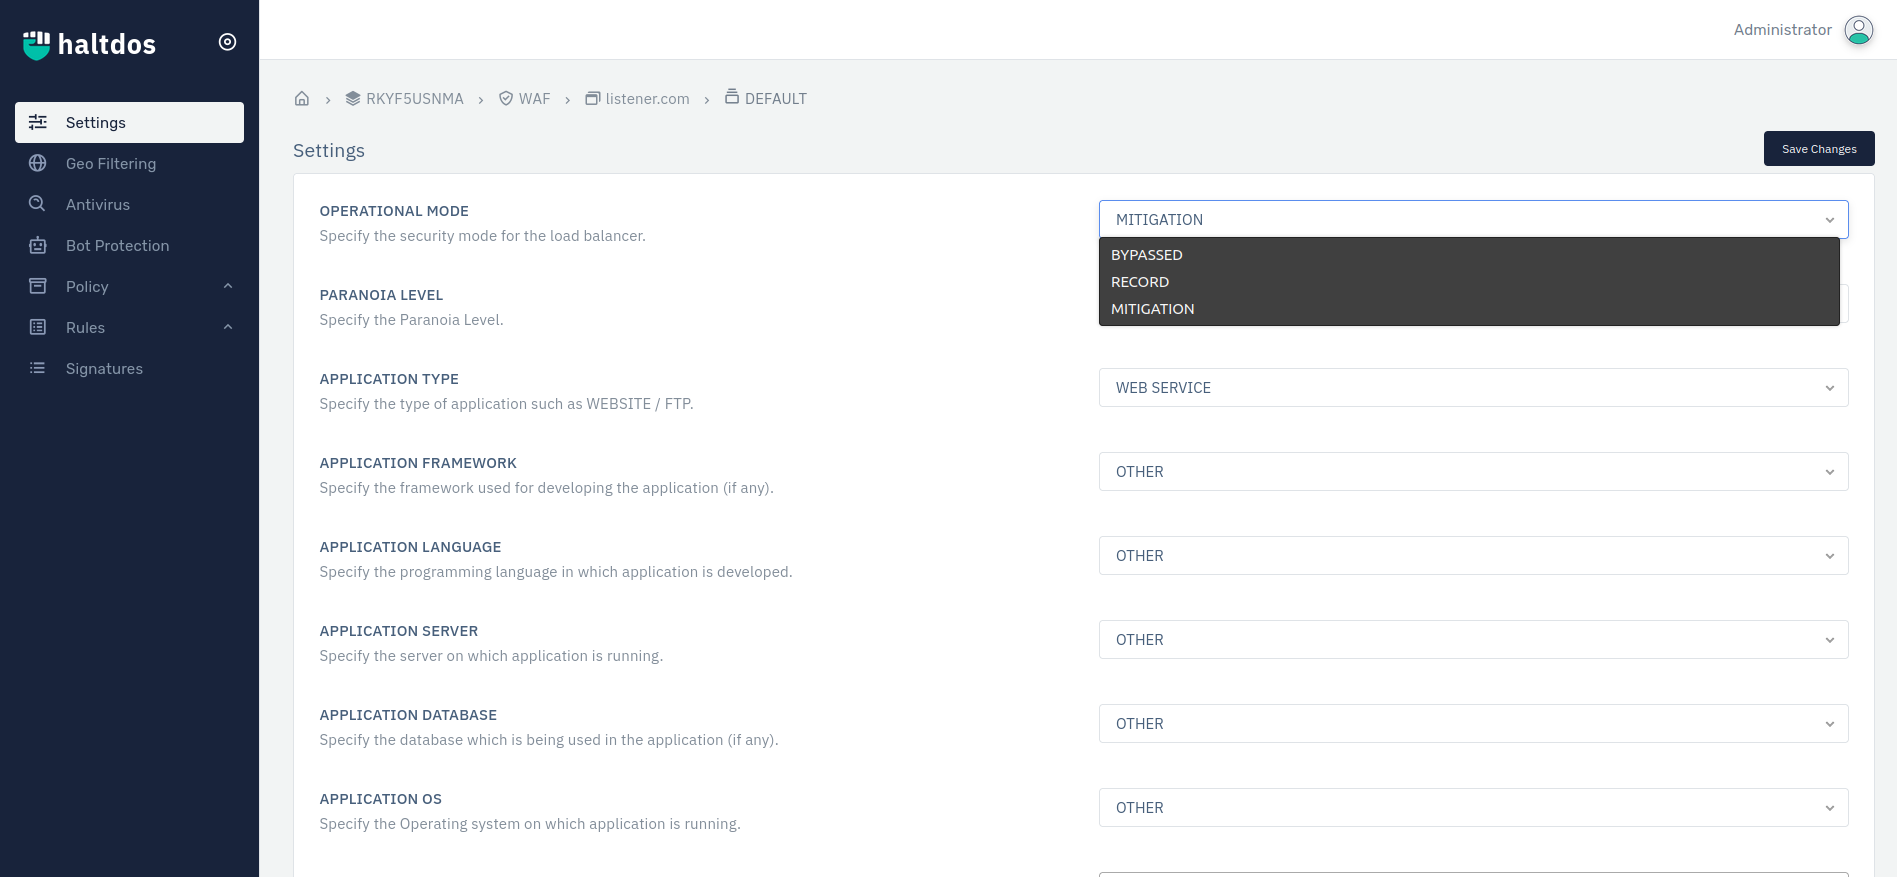 haltdos
Administrator
Settings
Geo Filtering
Antivirus
Bot Protection
Policy
Rules
Signatures
RKYF5USNMA
WAF
listener.com
DEFAULT
Settings
Save Changes
OPERATIONAL MODE
Specify the security mode for the load balancer.
MITIGATION
BYPASSED
RECORD
MITIGATION
PARANOIA LEVEL
Specify the Paranoia Level.
APPLICATION TYPE
Specify the type of application such as WEBSITE / FTP.
WEB SERVICE
APPLICATION FRAMEWORK
Specify the framework used for developing the application (if any).
OTHER
APPLICATION LANGUAGE
Specify the programming language in which application is developed.
OTHER
APPLICATION SERVER
Specify the server on which application is running.
OTHER
APPLICATION DATABASE
Specify the database which is being used in the application (if any).
OTHER
APPLICATION OS
Specify the Operating system on which application is running.
OTHER